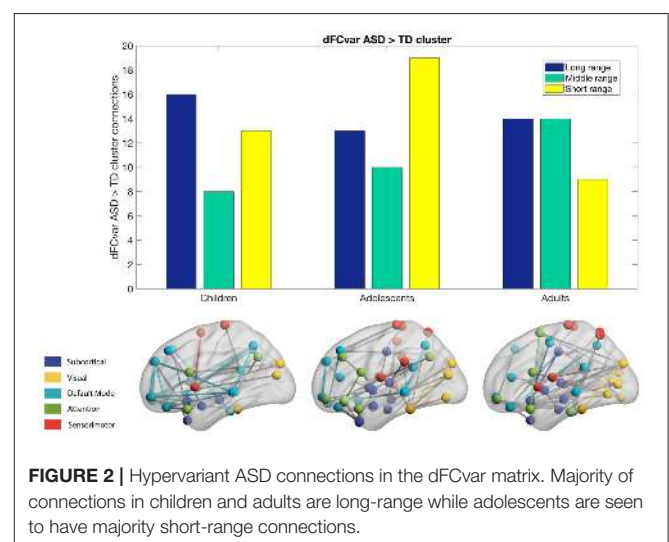 dFCvar ASD > TD cluster
dFCvar ASD > TD cluster connections
20
18
16
14
12
10
8
6
4
2
0
Long range
Middle range
Short range
Children
Adolescents
Adults
Subcortical
Visual
Default Mode
Attention
Sensorimotor
FIGURE 2 | Hypervariant ASD connections in the dFCvar matrix. Majority of
connections in children and adults are long-range while adolescents are seen
to have majority short-range connections.